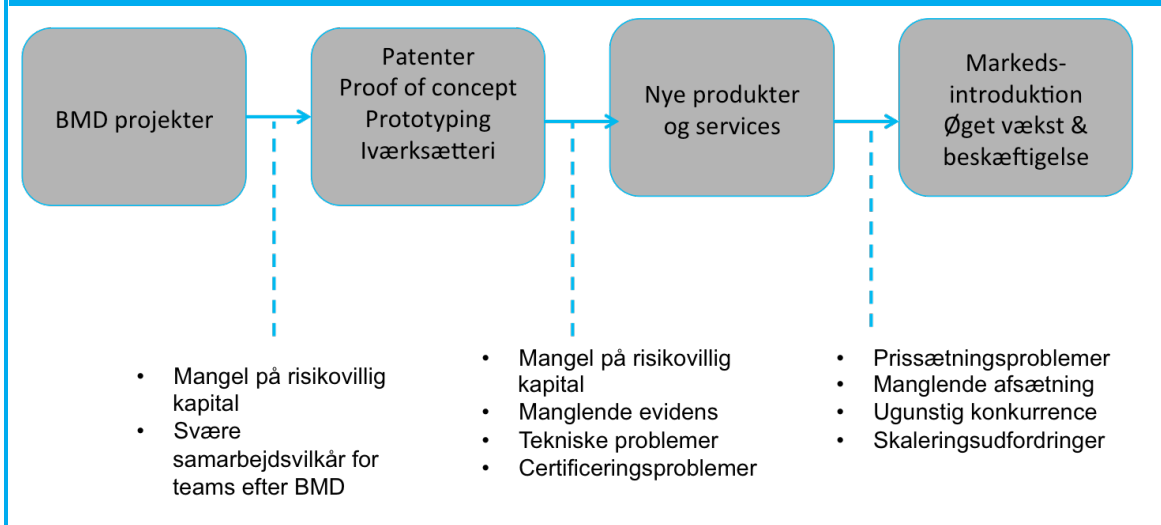 BMD projekter
Patenter
Proof of concept
Prototyping
Iværksætteri
Nye produkter
og services
Markeds-
introduktion
Øget vækst &
beskæftigelse
• Mangel på risikovillig
kapital
• Svære
samarbejdsvilkår for
teams efter BMD
• Mangel på risikovillig
kapital
• Manglende evidens
• Tekniske problemer
• Certificeringsproblemer
• Prissætningsproblemer
• Manglende afsætning
• Ugunstig konkurrence
• Skaleringsudfordringer